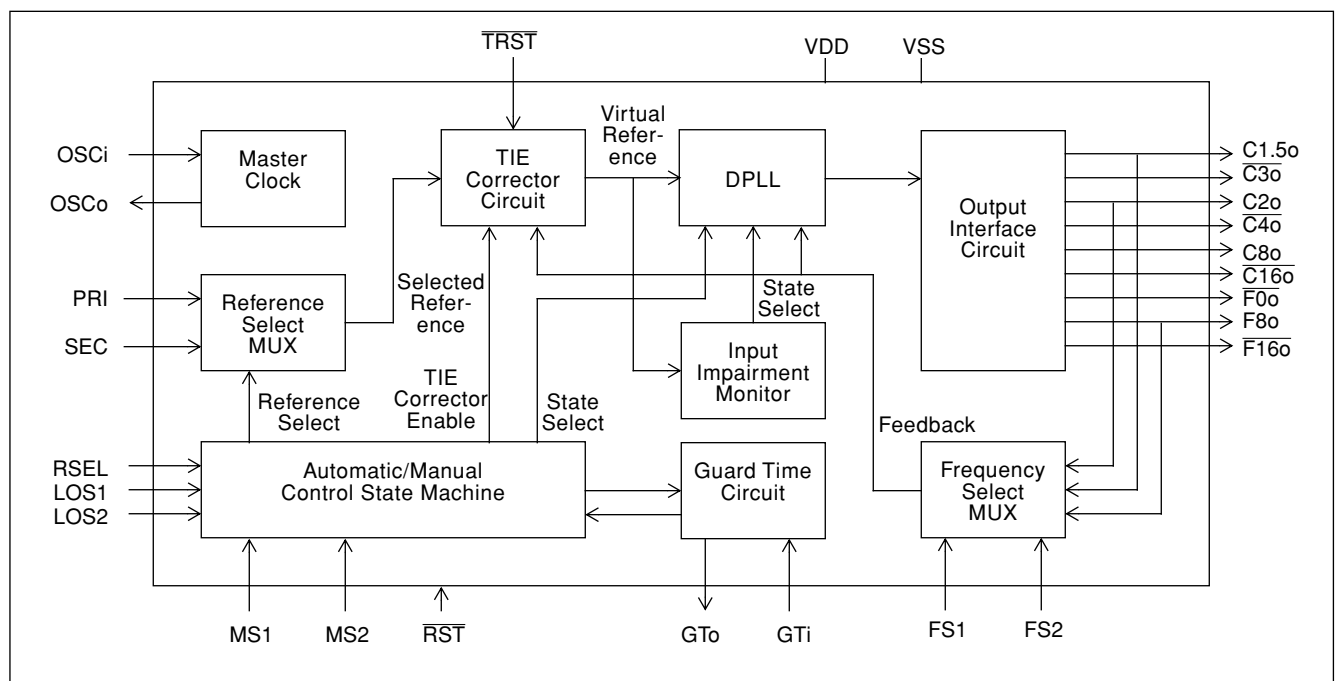 TRST
VDD
VSS
OSCi
OSCo
Master
Clock
TIE
Corrector
Circuit
Virtual
Refer-
ence
DPLL
Output
Interface
Circuit
C1.5o
C3o
C2o
C4o
C8o
C16o
F0o
F8o
F16o
PRI
SEC
Reference
Select
MUX
Selected
Refer-
ence
State
Select
Input
Impairment
Monitor
Reference
Select
TIE
Corrector
Enable
State
Select
Feedback
RSEL
LOS1
LOS2
Automatic/Manual
Control State Machine
Guard Time
Circuit
Frequency
Select
MUX
MS1
MS2
RST
GTo
GTi
FS1
FS2